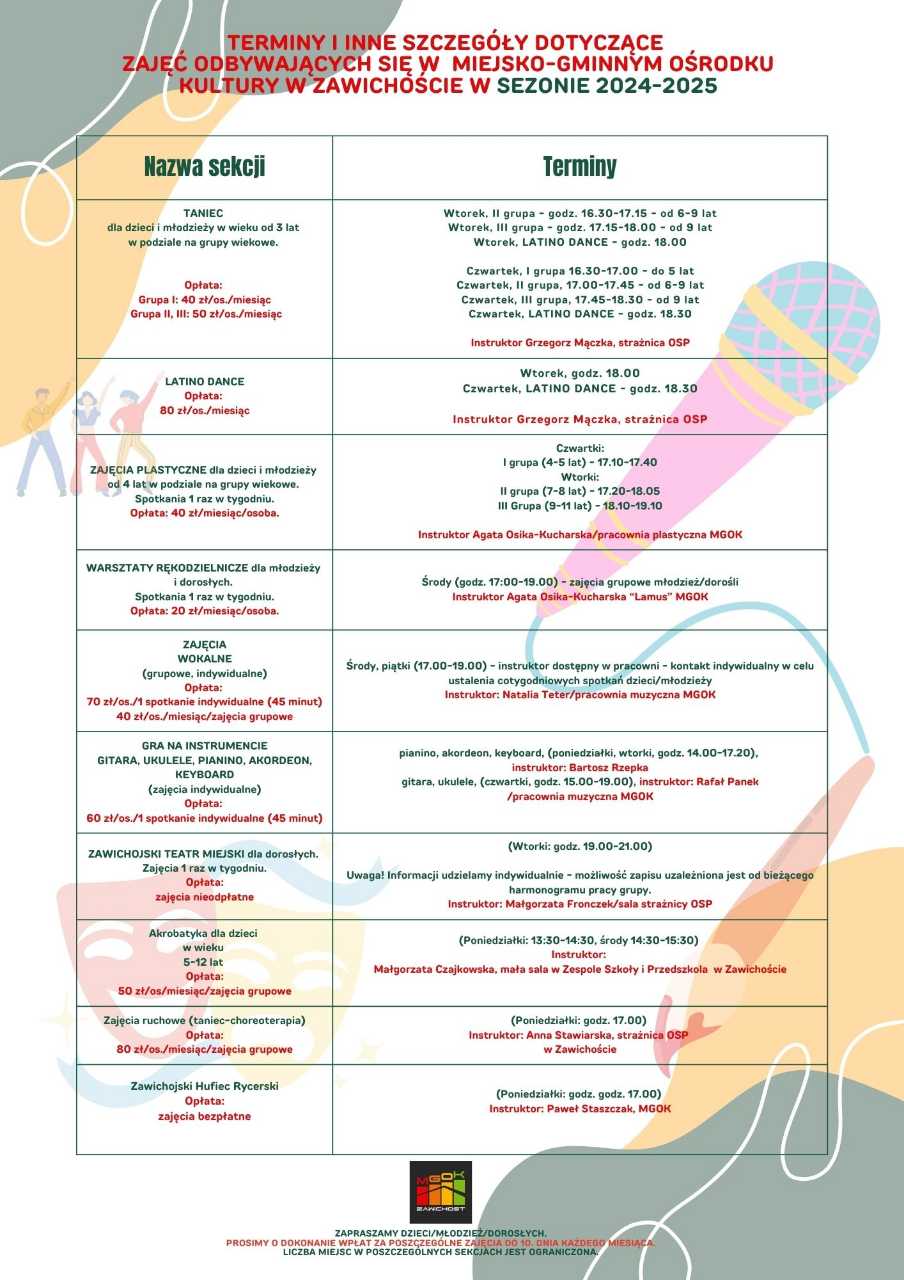 TERMINY I INNE SZCZEGÓŁY DOTYCZĄCE
ZAJĘĆ ODBYWAJĄCYCH SIĘ W MIEJSKO-GMINNYM OŚRODKU
KULTURY W ZAWICHOŚCIE W SEZONIE 2024-2025
Nazwa sekcji
Terminy
TANIEC
dla dzieci i młodzieży w wieku od 3 lat
w podziale na grupy wiekowe.
Opłata:
Grupa I: 40 zł/os./miesiąc
Grupa II, III: 50 zł/os./miesiąc
Wtorek, II grupa - godz. 16.30-17.15 - od 6-9 lat
Wtorek, III grupa - godz. 17.15-18.00 - od 9 lat
Wtorek, LATINO DANCE - godz. 18.00
Czwartek, I grupa 16.30-17.00 - do 5 lat
Czwartek, II grupa, 17.00-17.45 - od 6-9 lat
Czwartek, III grupa, 17.45-18.30 - od 9 lat
Czwartek, LATINO DANCE - godz. 18.30
Instruktor Grzegorz Mączka, strażnica OSP
LATINO DANCE
Opłata:
80 zł/os./miesiąc
Wtorek, godz. 18.00
Czwartek, LATINO DANCE - godz. 18.30
Instruktor Grzegorz Mączka, strażnica OSP
ZAJĘCIA PLASTYCZNE dla dzieci i młodzieży
od 4 lat w podziale na grupy wiekowe.
Spotkania 1 raz w tygodniu.
Opłata: 40 zł/miesiąc/osoba.
Czwartki:
I grupa (4-5 lat) - 17.10-17.40
Wtorki:
II grupa (7-8 lat) - 17.20-18.05
III Grupa (9-11 lat) - 18.10-19.10
Instruktor Agata Osika-Kucharska/pracownia plastyczna MGOK
WARSZTATY RĘKODZIELNICZE dla młodzieży
i dorosłych.
Spotkania 1 raz w tygodniu.
Opłata: 20 zł/miesiąc/osoba.
Środy (godz. 17:00-19.00) - zajęcia grupowe młodzież/dorośli
Instruktor Agata Osika-Kucharska "Lamus" MGOK
ZAJĘCIA
WOKALNE
(grupowe, indywidualne)
Opłata:
70 zł/os./1 spotkanie indywidualne (45 minut)
40 zł/os./miesiąc/zajęcia grupowe
Środy, piątki (17.00-19.00) - instruktor dostępny w pracowni - kontakt indywidualny w celu
ustalenia cotygodniowych spotkań dzieci/młodzieży
Instruktor: Natalia Teter/pracownia muzyczna MGOK
GRA NA INSTRUMENCIE
GITARA, UKULELE, PIANINO, AKORDEON,
KEYBOARD
(zajęcia indywidualne)
Opłata:
60 zł/os./1 spotkanie indywidualne (45 minut)
pianino, akordeon, keyboard, (poniedziałki, wtorki, godz. 14.00-17.20),
instruktor: Bartosz Rzepka
gitara, ukulele, (czwartki, godz. 15.00-19.00), instruktor: Rafał Panek
/pracownia muzyczna MGOK
ZAWICHOJSKI TEATR MIEJSKI dla dorosłych.
Zajęcia 1 raz w tygodniu.
Opłata:
zajęcia nieodpłatne
(Wtorki: godz. 19.00-21.00)
Uwaga! Informacji udzielamy indywidualnie - możliwość zapisu uzależniona jest od bieżącego
harmonogramu pracy grupy.
Instruktor: Małgorzata Fronczek/sala strażnicy OSP
Akrobatyka dla dzieci
w wieku
5-12 lat
Opłata:
50 zł/os/miesiąc/zajęcia grupowe
(Poniedziałki: 13:30-14:30, środy 14:30-15:30)
Instruktor:
Małgorzata Czajkowska, mała sala w Zespole Szkoły i Przedszkola w Zawichoście
Zajęcia ruchowe (taniec-choreoterapia)
Opłata:
80 zł/os./miesiąc/zajęcia grupowe
(Poniedziałki: godz. 17.00)
Instruktor: Anna Stawiarska, strażnica OSP
w Zawichoście
Zawichojski Hufiec Rycerski
Opłata:
zajęcia bezpłatne
(Poniedziałki: godz. godz. 17.00)
Instruktor: Paweł Staszczak, MGOK
MGOK
ZAWICHOST
ZAPRASZAMY DZIECI/MŁODZIEŻ/DOROSŁYCH.
PROSIMY O DOKONANIE WPŁAT ZA POSZCZEGÓLNE ZAJĘCIA DO 10. DNIA KAŻDEGO MIESIĄCA.
LICZBA MIEJSC W POSZCZEGÓLNYCH SEKCJACH JEST OGRANICZONA.